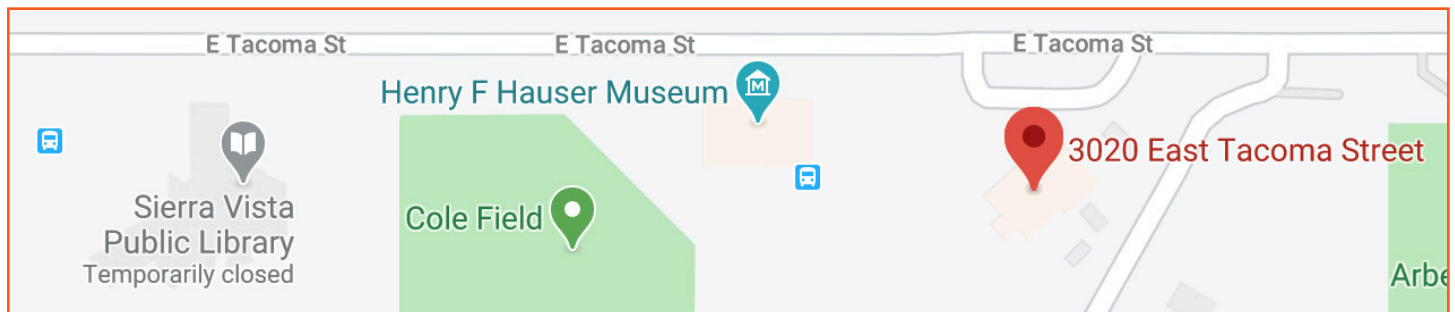 E Tacoma St
E Tacoma St
E Tacoma St
Henry F Hauser Museum
M
3020 East Tacoma Street
Sierra Vista
Public Library
Temporarily closed
Cole Field
Arbe